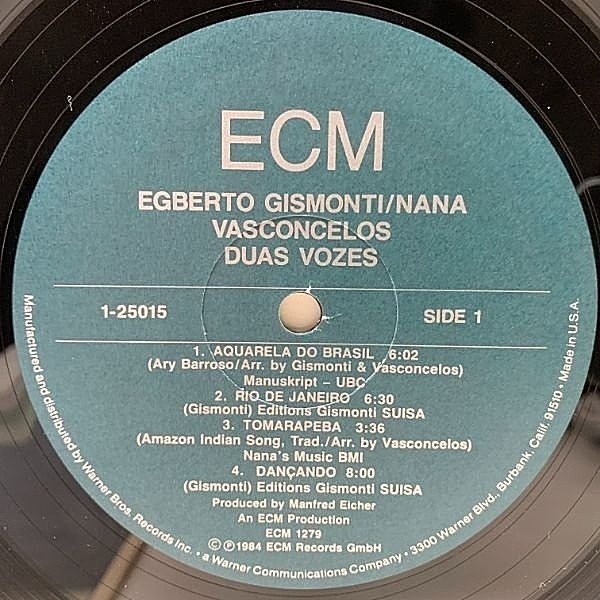 ECM
EGBERTO GISMONTI/NANA
VASCONCELOS
DUAS VOZES
1-25015
SIDE 1
1. AQUARELA DO BRASIL 6:02
(Ary Barroso/Arr. by Gismonti & Vasconcelos)
Manuskript – UBC
2. RIO DE JANEIRO 6:30
(Gismonti) Editions Gismonti SUISA
3. TOMARAPEBA 3:36
(Amazon Indian Song, Trad./Arr. by Vasconcelos)
Nana's Music BMI
4. DANÇANDO 8:00
(Gismonti) Editions Gismonti SUISA
Produced by Manfred Eicher
An ECM Production
ECM 1279
© ℗ 1984 ECM Records GmbH
Manufactured and distributed by Warner Bros. Records Inc. • a Warner Communications Company • 3300 Warner Blvd., Burbank, Calif. 91510 • Made in U.S.A.